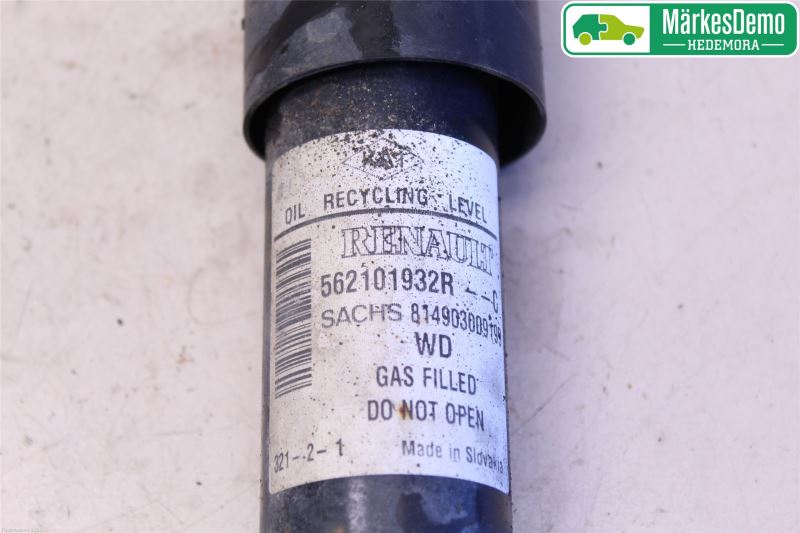 MärkesDemo
HEDEMORA
OIL RECYCLING LEVEL
RENAULT
562101932R --C
SACHS 814903009
WD
GAS FILLED
DO NOT OPEN
321--2-1 Made in Slovakia